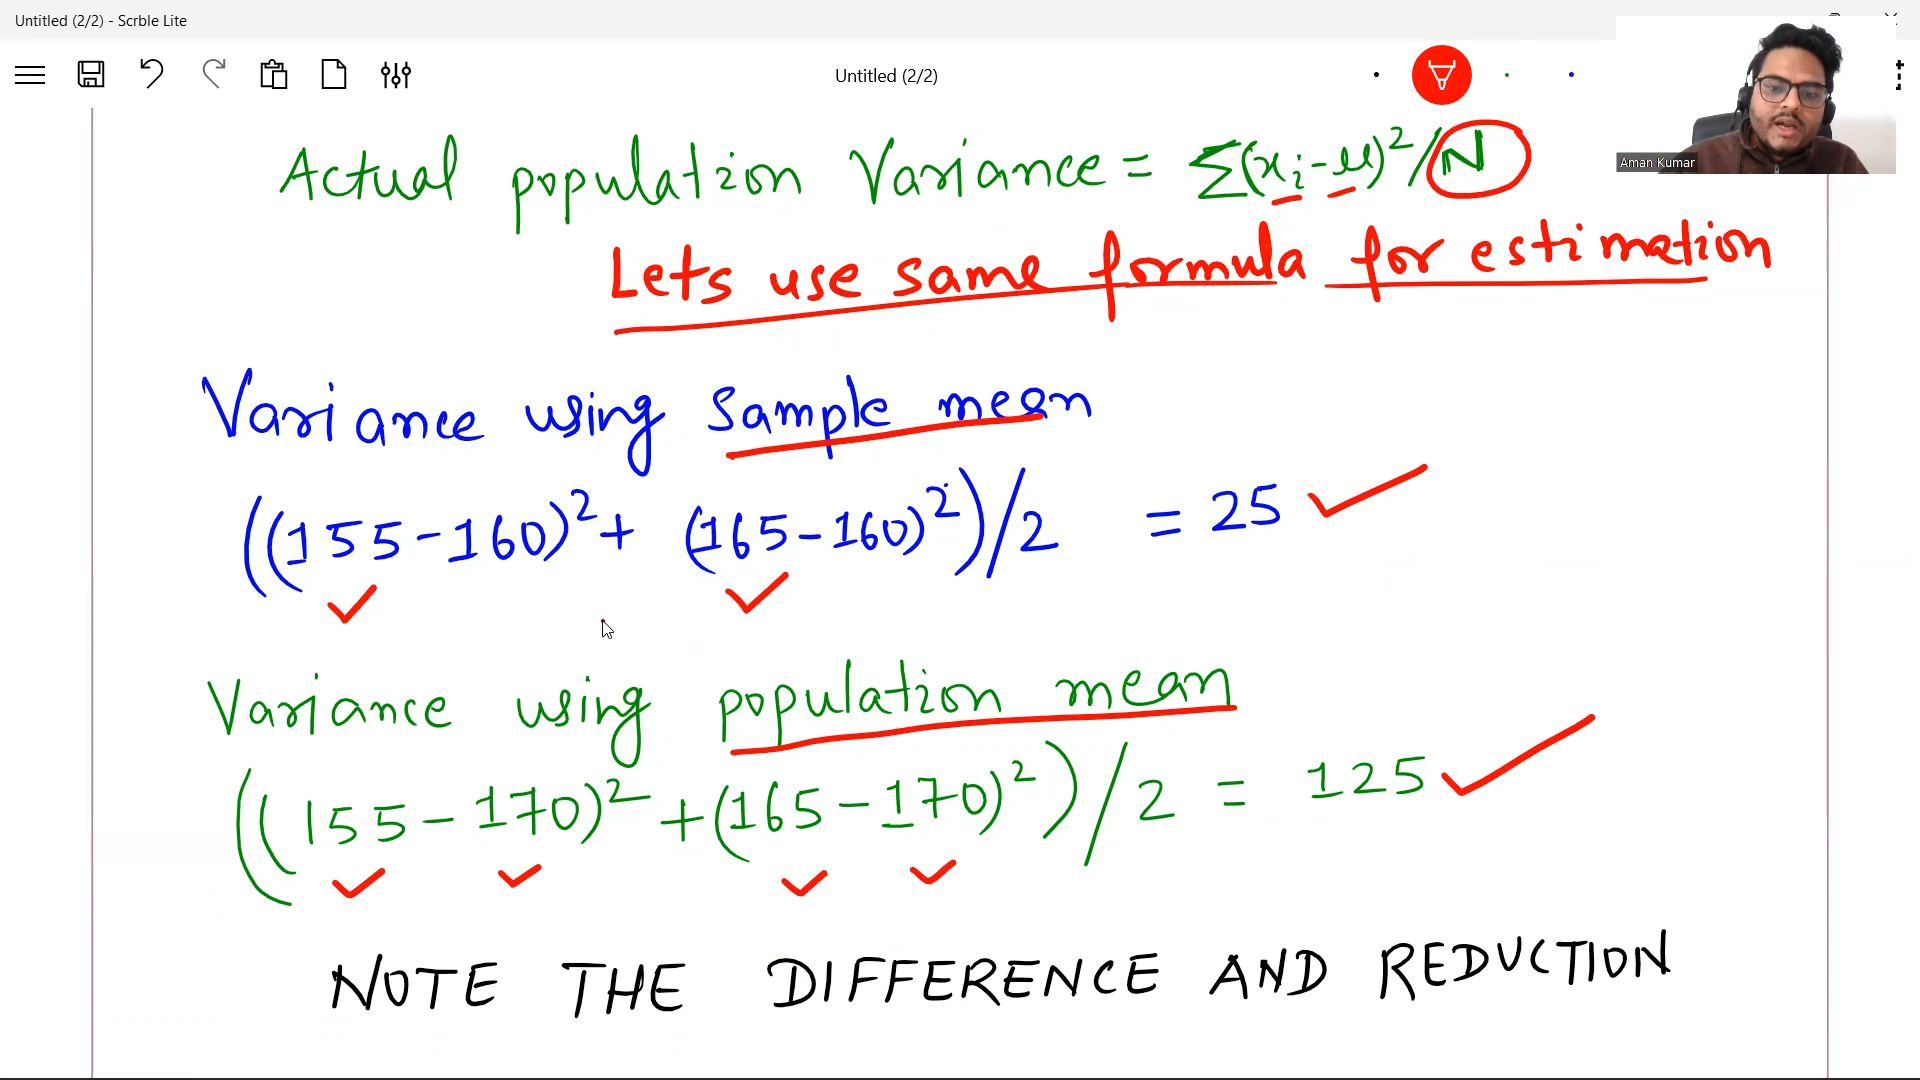 Untitled (2/2) - Scrble Lite
Untitled (2/2)
Aman Kumar
Actual population Variance = Σ(xᵢ-μ)²/N
Lets use same formula for estimation
Variance using sample mean
((155-160)²+ (165-160)²)/2 = 25
Variance using population mean
((155-170)²+(165-170)²)/2 = 125
NOTE THE DIFFERENCE AND REDUCTION